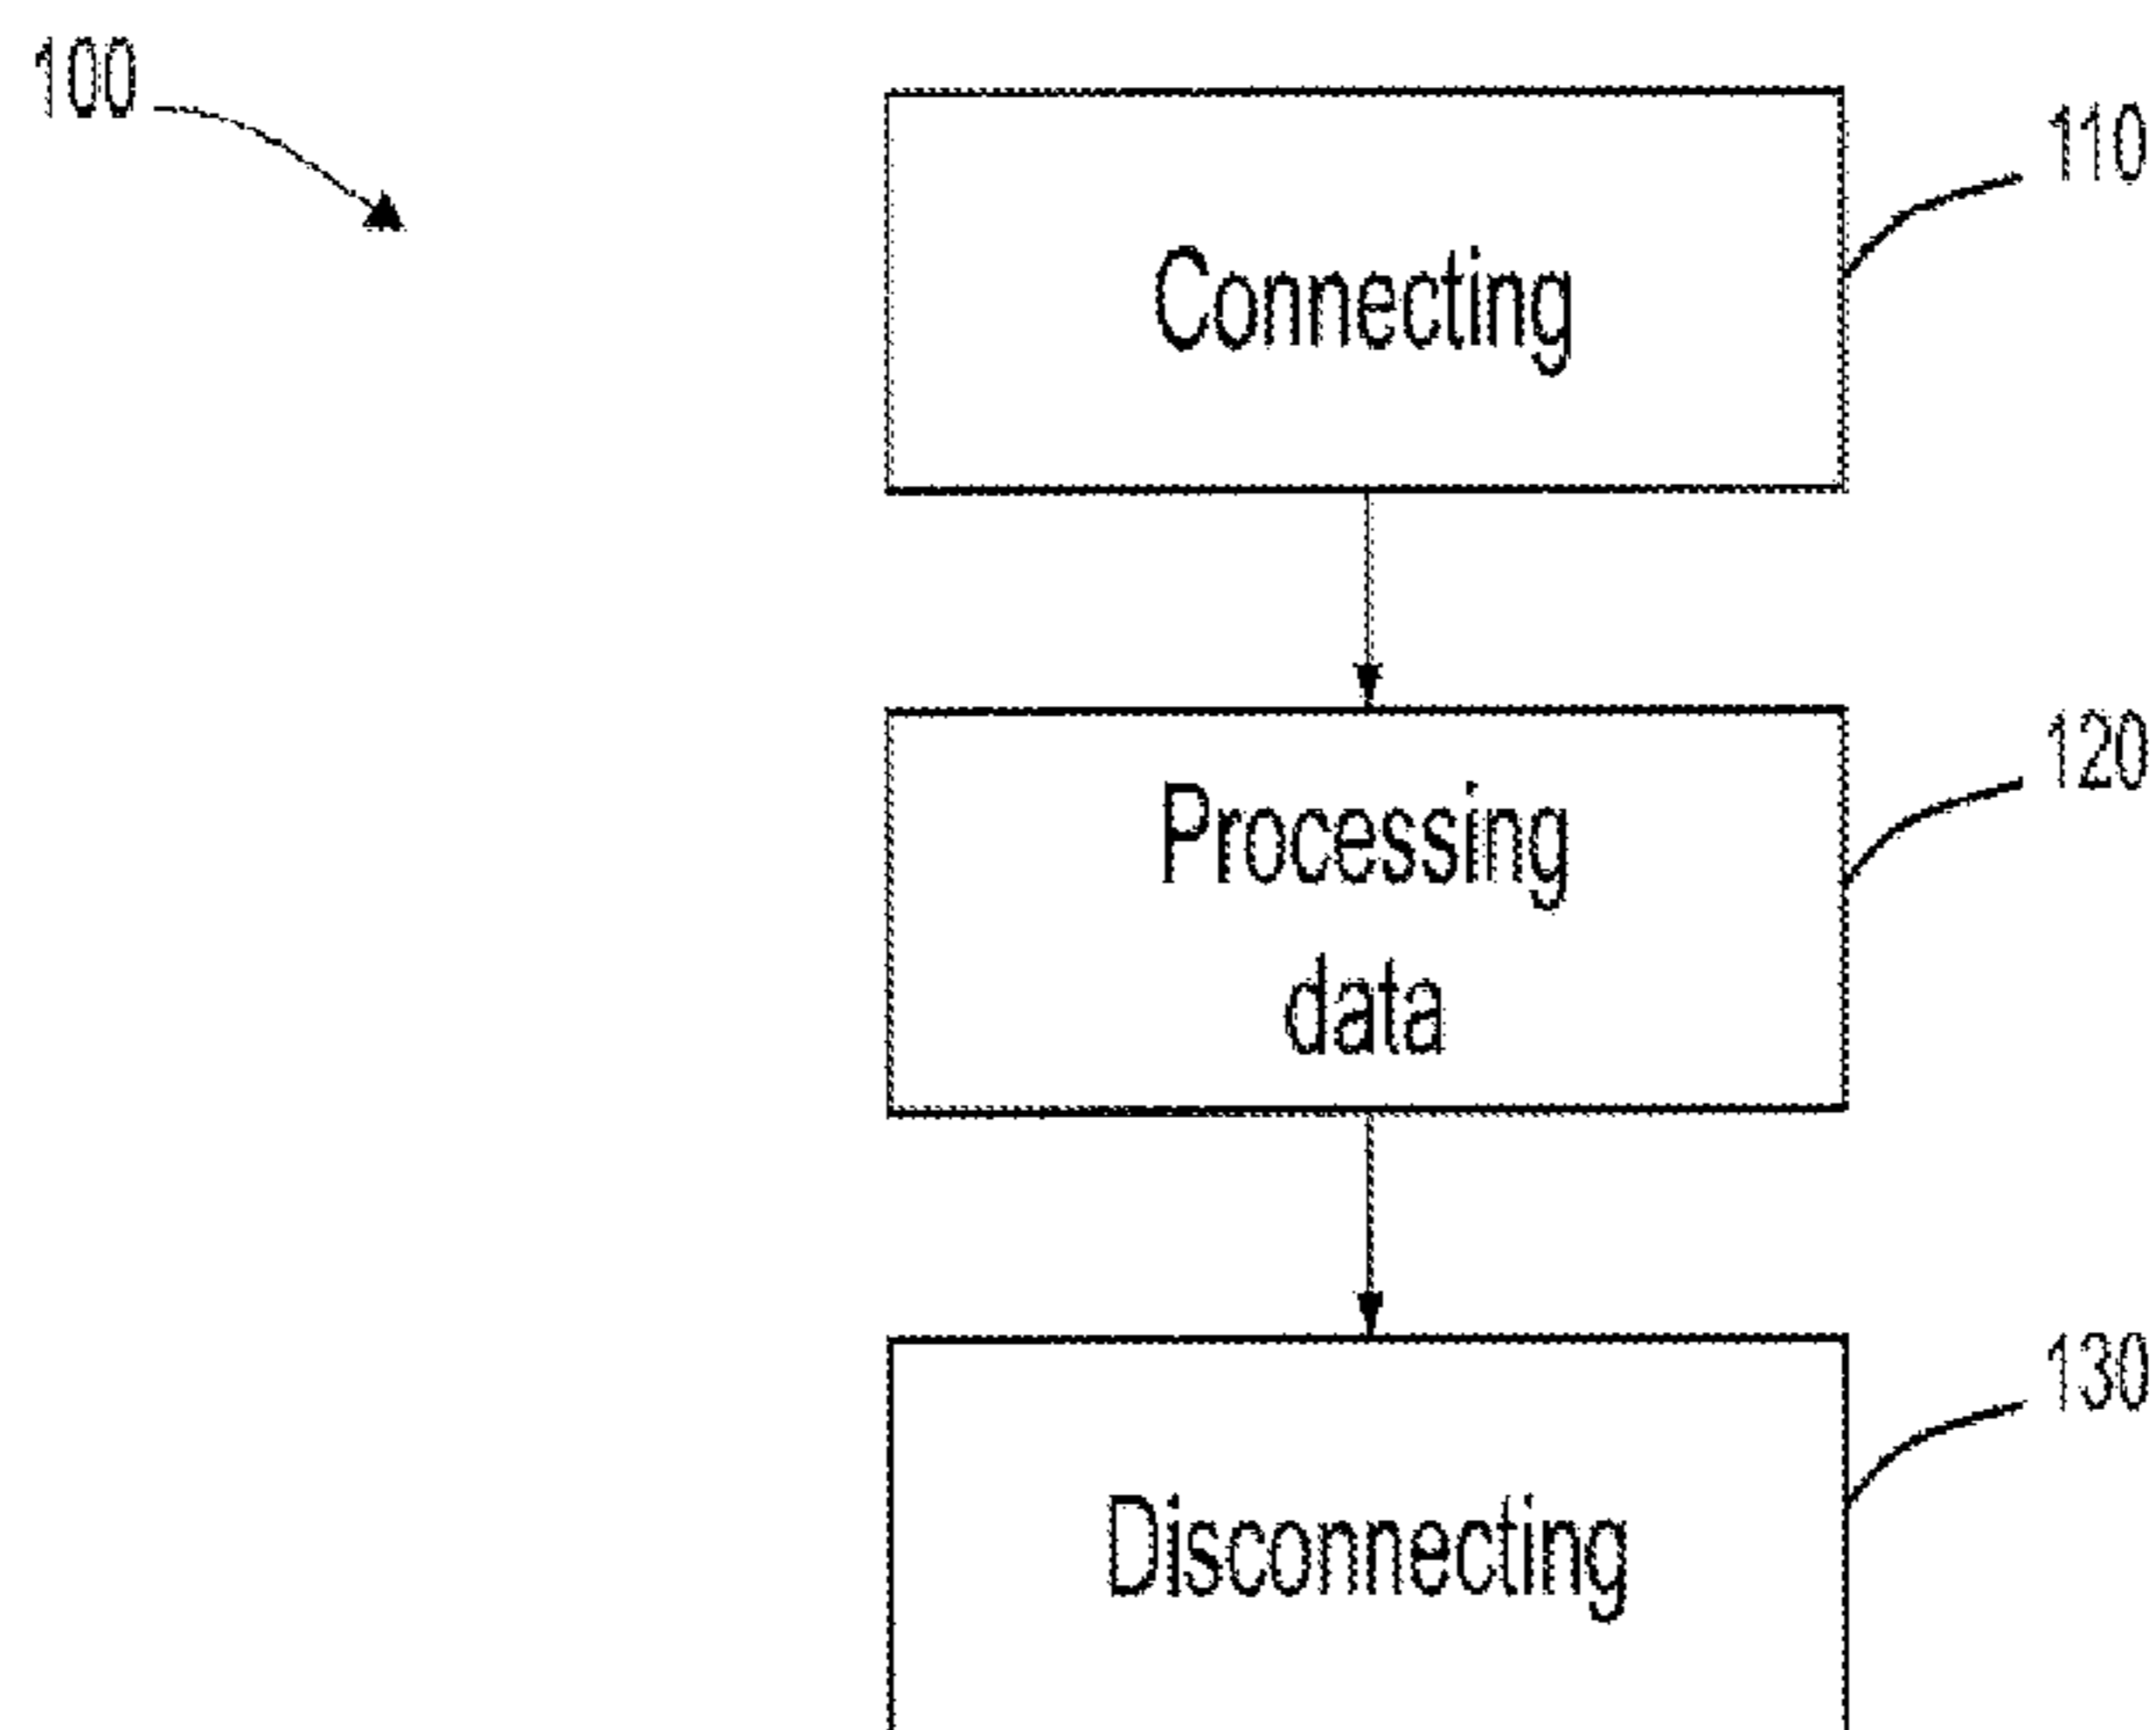 100
110
Connecting
120
Processing
data
130
Disconnecting